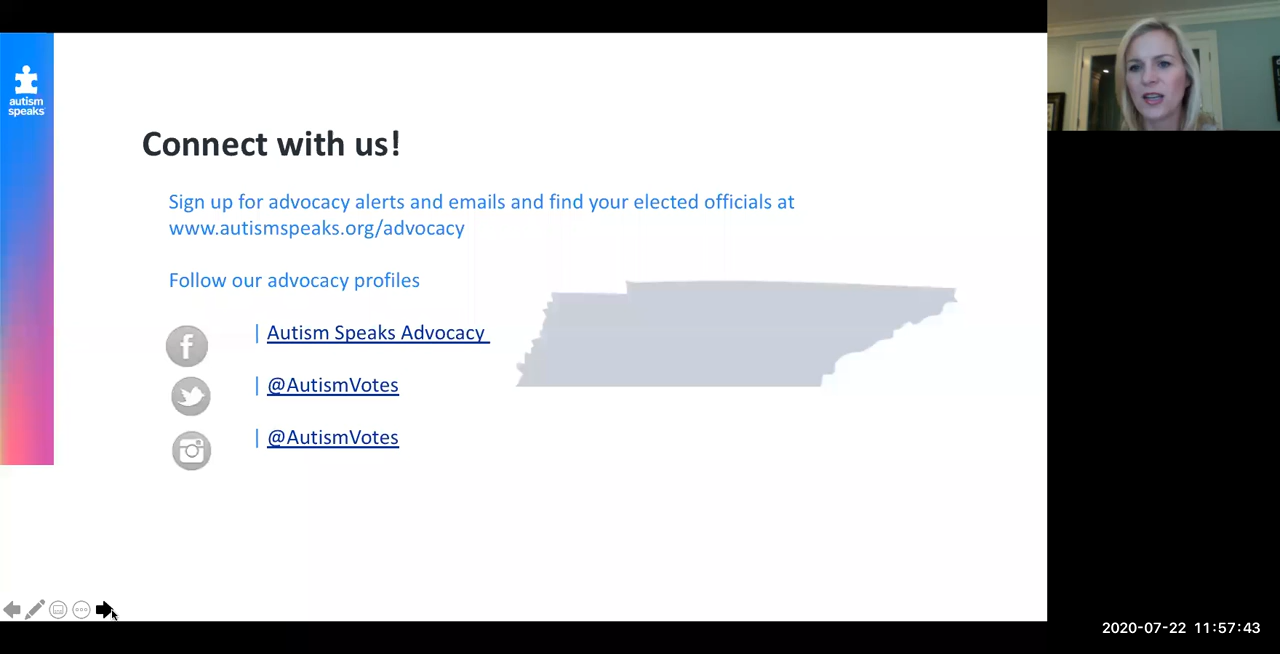 autism
speaks
Connect with us!
Sign up for advocacy alerts and emails and find your elected officials at
www.autismspeaks.org/advocacy
Follow our advocacy profiles
| Autism Speaks Advocacy
| @AutismVotes
| @AutismVotes
2020-07-22 11:57:43